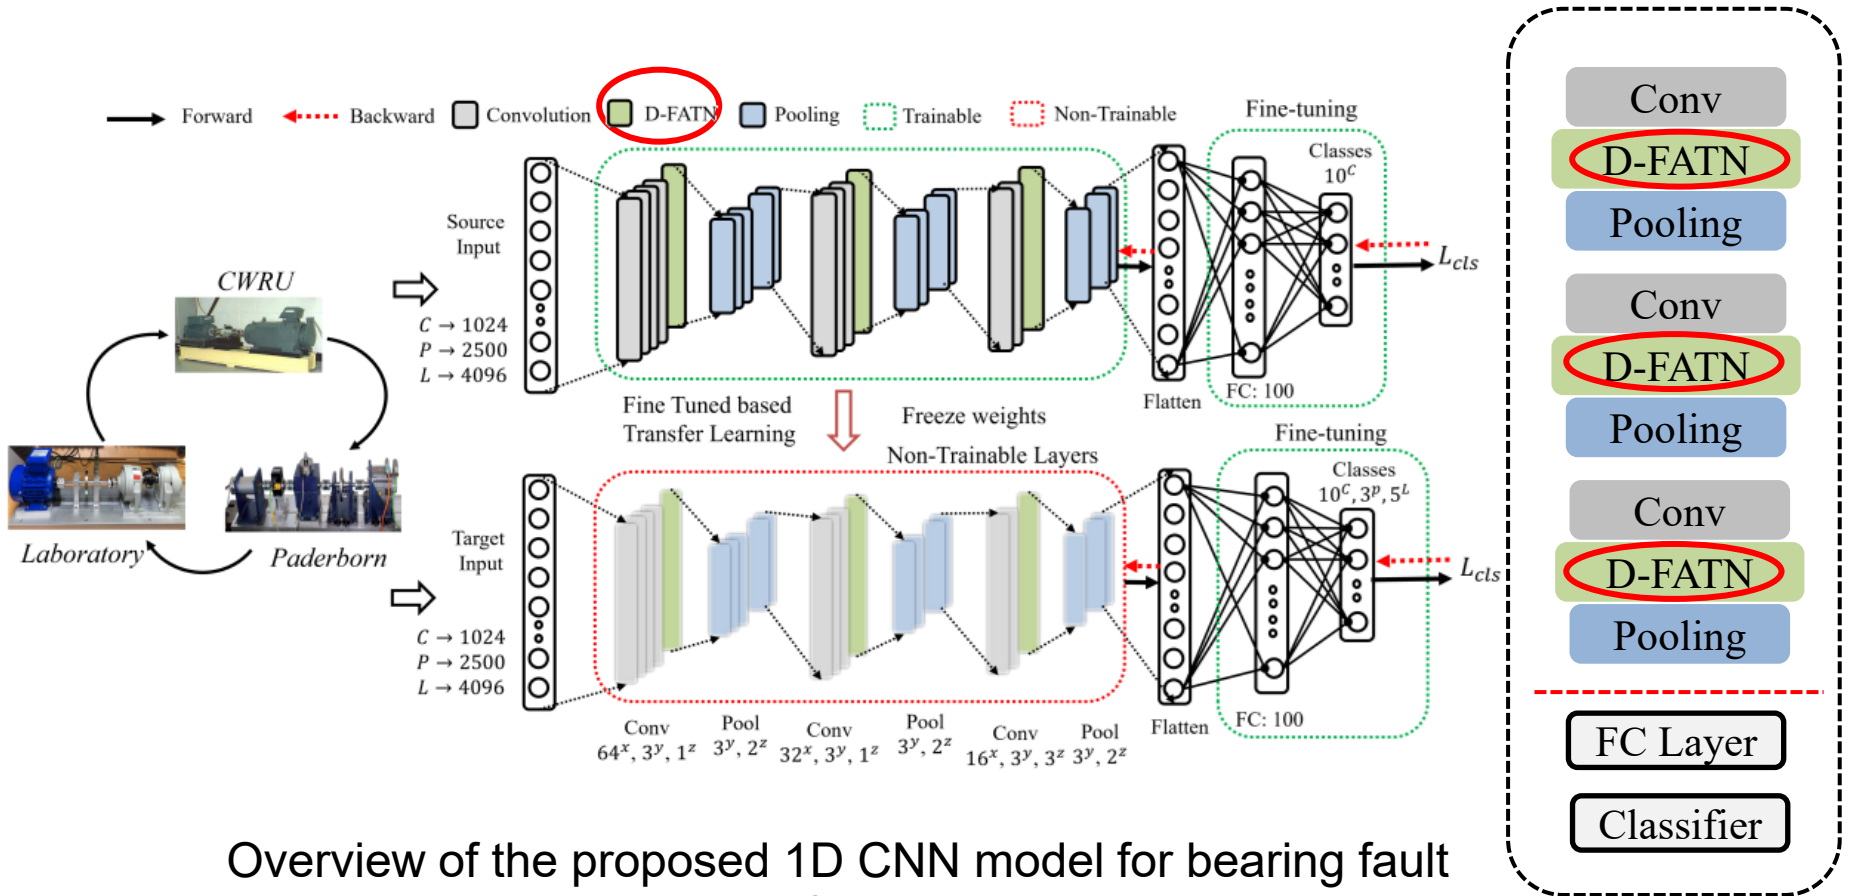 Forward
Backward
Convolution
D-FATN
Pooling
Trainable
Non-Trainable
Fine-tuning
Classes
10^C
Source
Input
CWRU
C → 1024
P → 2500
L → 4096
L_cls
Flatten
FC: 100
Fine Tuned based
Transfer Learning
Freeze weights
Non-Trainable Layers
Fine-tuning
Classes
10^C, 3^p, 5^L
Laboratory
Paderborn
Target
Input
C → 1024
P → 2500
L → 4096
L_cls
Flatten
FC: 100
Conv
64^x, 3^y, 1^z
Pool
3^y, 2^z
Conv
32^x, 3^y, 1^z
Pool
3^y, 2^z
Conv
16^x, 3^y, 3^z
Pool
3^y, 2^z
Conv
D-FATN
Pooling
Conv
D-FATN
Pooling
Conv
D-FATN
Pooling
FC Layer
Classifier
Overview of the proposed 1D CNN model for bearing fault